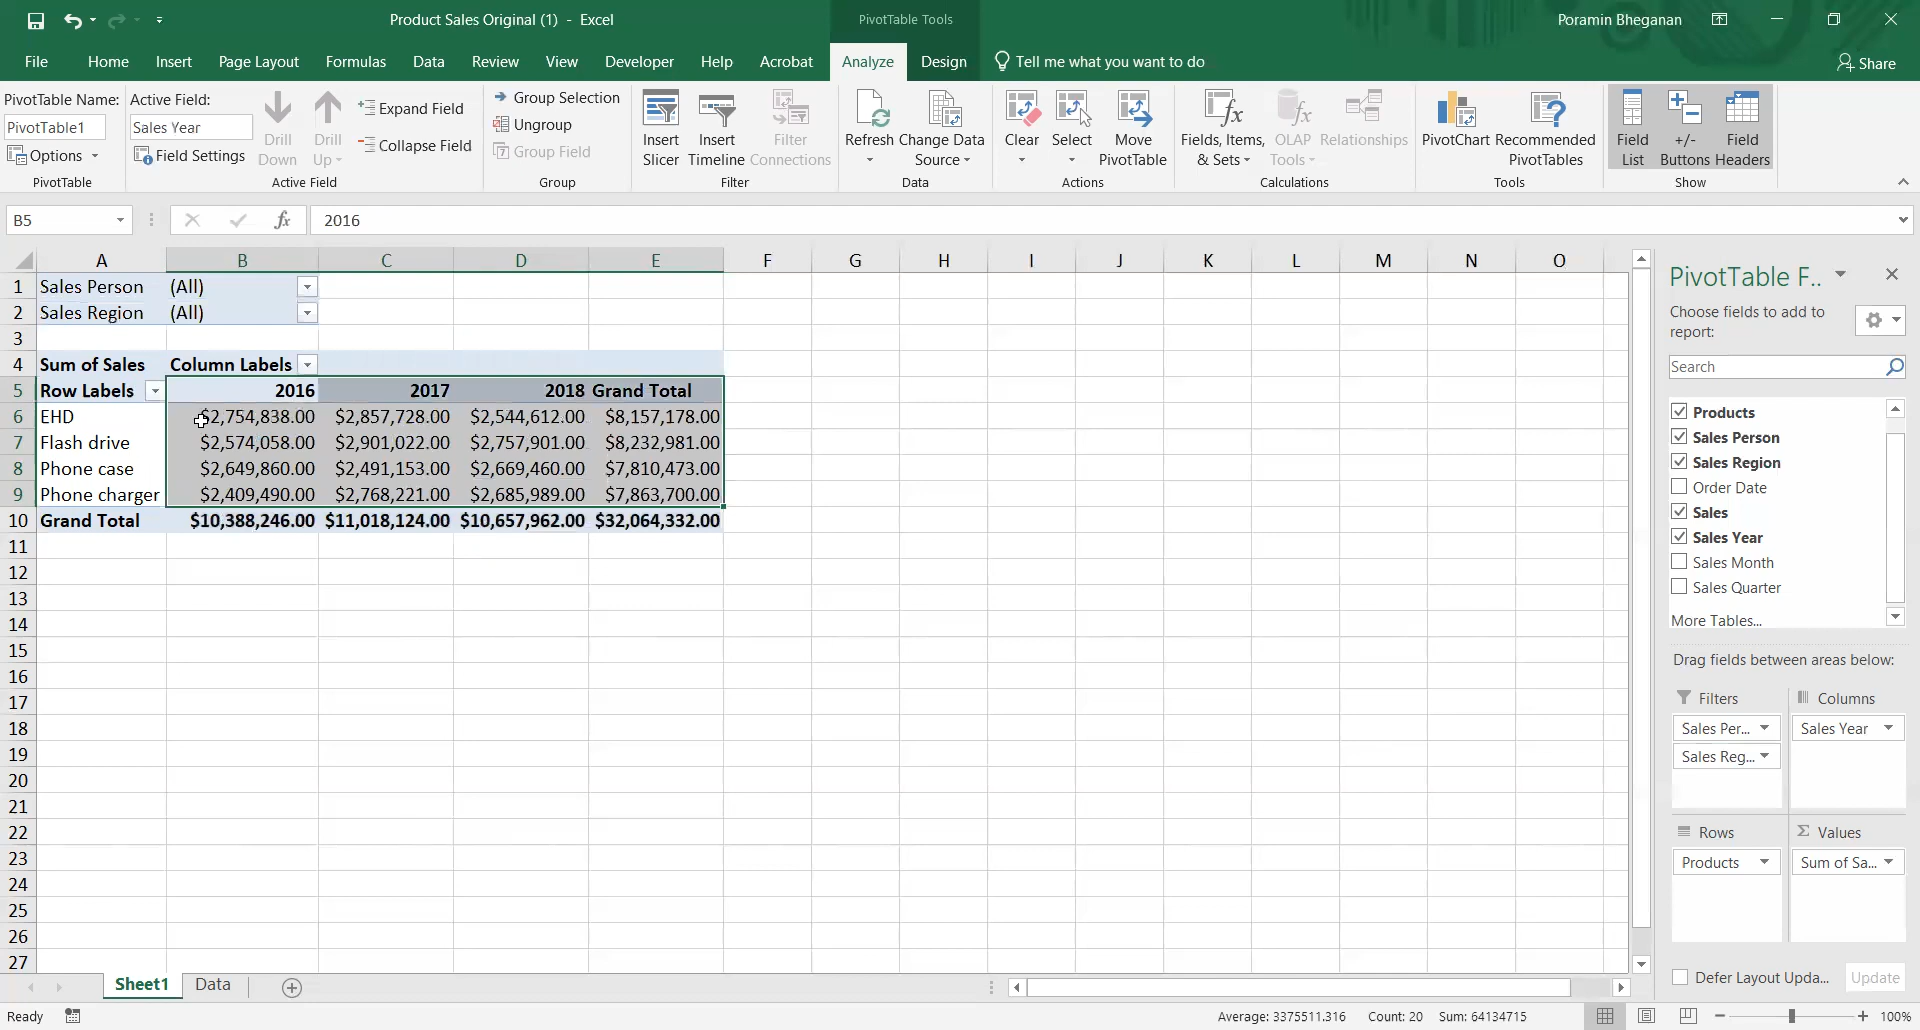 Product Sales Original (1) - Excel
PivotTable Tools
Poramin Bheganan
File Home Insert Page Layout Formulas Data Review View Developer Help Acrobat Analyze Design Tell me what you want to do Share
PivotTable Name:
PivotTable1
Options
PivotTable
Active Field:
Sales Year
Field Settings
Drill Down
Drill Up
Expand Field
Collapse Field
Active Field
Group Selection
Ungroup
7 Group Field
Group
Insert Slicer
Insert Timeline
Filter Connections
Filter
Refresh
Change Data Source
Data
Clear
Select
Move PivotTable
Actions
Fields, Items, & Sets
OLAP Tools
Relationships
Calculations
PivotChart
Recommended PivotTables
Tools
Field List
+/- Buttons
Field Headers
Show
B5 fx 2016
A B C D E F G H I J K L M N O
1 Sales Person (All)
2 Sales Region (All)
3
4 Sum of Sales Column Labels
5 Row Labels 2016 2017 2018 Grand Total
6 EHD $2,754,838.00 $2,857,728.00 $2,544,612.00 $8,157,178.00
7 Flash drive $2,574,058.00 $2,901,022.00 $2,757,901.00 $8,232,981.00
8 Phone case $2,649,860.00 $2,491,153.00 $2,669,460.00 $7,810,473.00
9 Phone charger $2,409,490.00 $2,768,221.00 $2,685,989.00 $7,863,700.00
10 Grand Total $10,388,246.00 $11,018,124.00 $10,657,962.00 $32,064,332.00
11
12
13
14
15
16
17
18
19
20
21
22
23
24
25
26
27
PivotTable F..
Choose fields to add to
report:
Search
Products
Sales Person
Sales Region
Order Date
Sales
Sales Year
Sales Month
Sales Quarter
More Tables...
Drag fields between areas below:
Filters
Sales Per...
Sales Reg...
Columns
Sales Year
Rows
Products
Σ Values
Sum of Sa...
Defer Layout Upda... Update
Sheet1 Data
Ready Average: 3375511.316 Count: 20 Sum: 64134715 100%